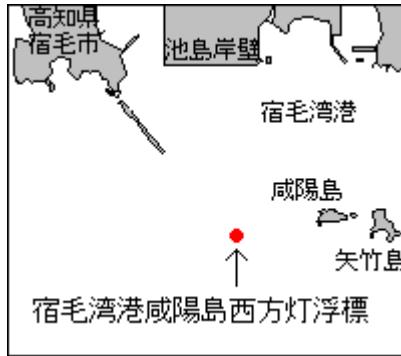 高知県
宿毛市
池島岸壁
宿毛湾港
咸陽島
矢竹島
宿毛湾港咸陽島西方灯浮標